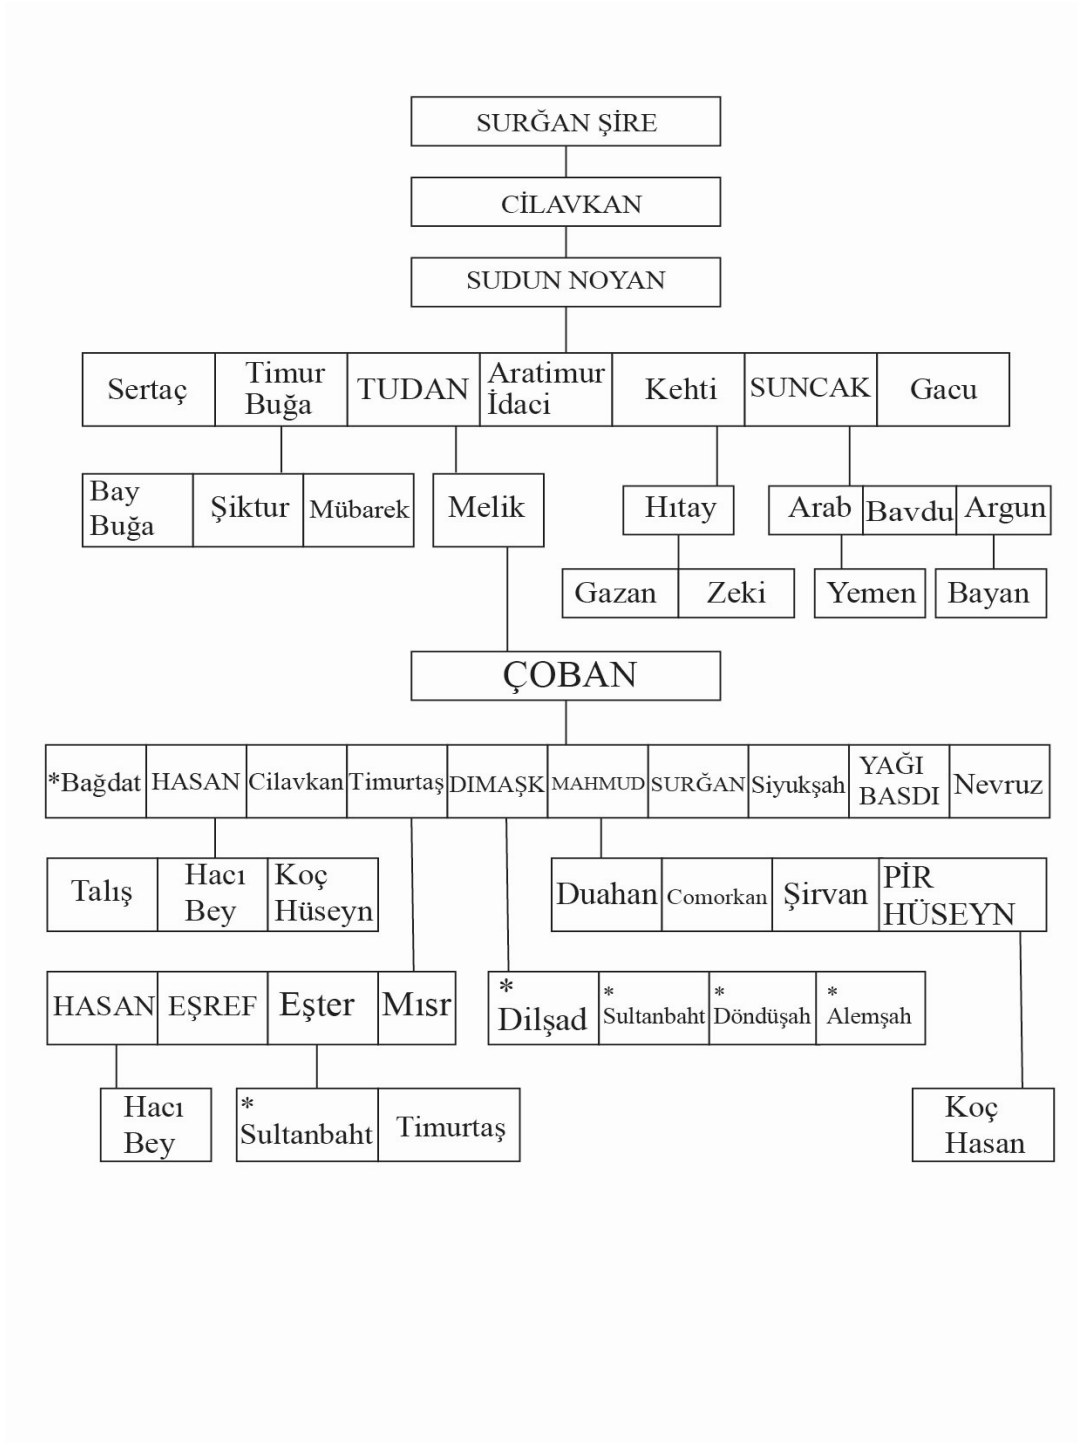 SURĞAN ŞİRE
CİLAVKAN
SUDUN NOYAN
Sertaç
Timur
Buğa
TUDAN
Aratimur
İdaci
Kehti
SUNCAK
Gacu
Bay
Buğa
Şiktur
Mübarek
Melik
Hıtay
Arab
Bavdu
Argun
Gazan
Zeki
Yemen
Bayan
ÇOBAN
*Bağdat
HASAN
Cilavkan
Timurtaş
DIMAŞK
MAHMUD
SURĞAN
Siyukşah
YAĞI
BASDI
Nevruz
Talış
Hacı
Bey
Koç
Hüseyn
Duahan
Comorkan
Şirvan
PİR
HÜSEYN
HASAN
EŞREF
Eşter
Mısr
*
Dilşad
*
Sultanbaht
*
Döndüşah
*
Alemşah
Hacı
Bey
*
Sultanbaht
Timurtaş
Koç
Hasan